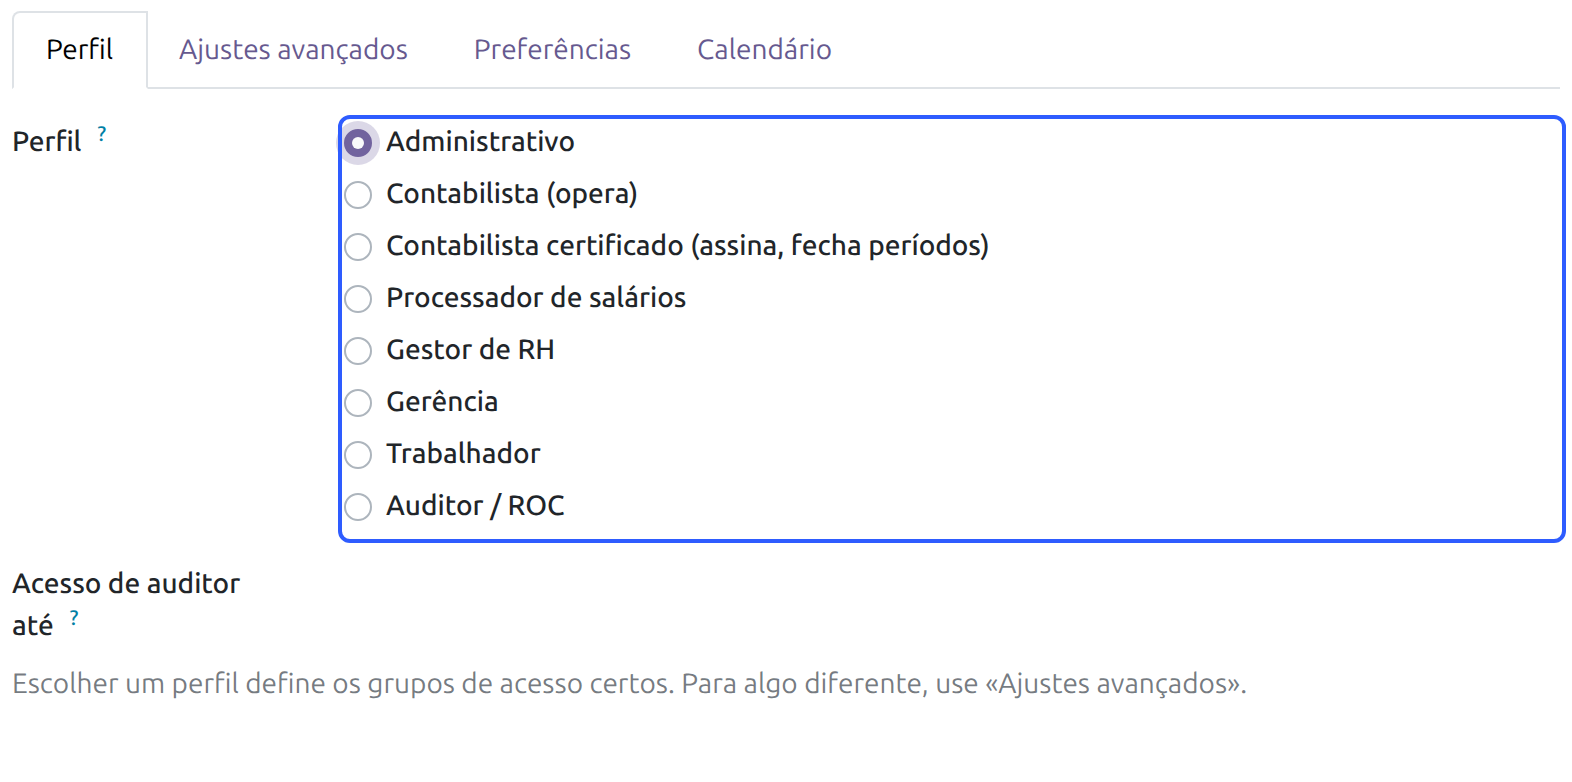 Perfil Ajustes avançados Preferências Calendário
Perfil ?
Administrativo
Contabilista (opera)
Contabilista certificado (assina, fecha períodos)
Processador de salários
Gestor de RH
Gerência
Trabalhador
Auditor / ROC
Acesso de auditor
até ?
Escolher um perfil define os grupos de acesso certos. Para algo diferente, use «Ajustes avançados».